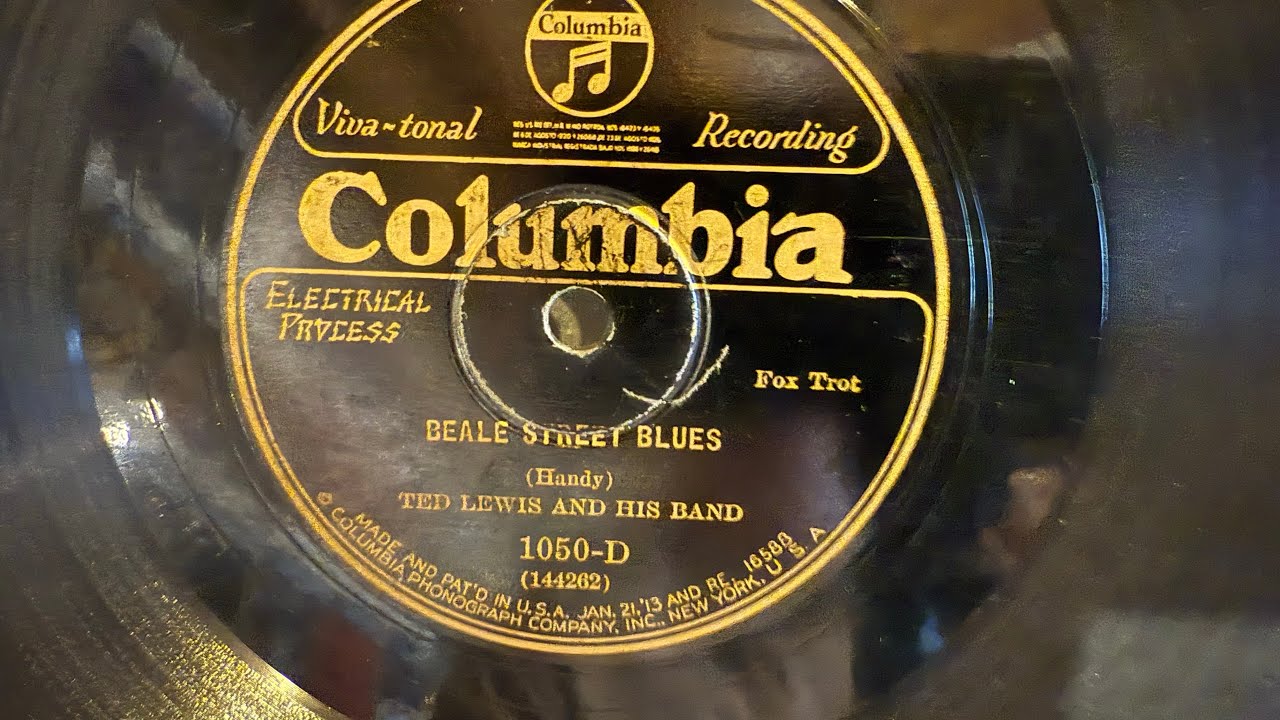 Columbia
Viva-tonal
Recording
Columbia
ELECTRICAL
PROCESS
Fox Trot
BEALE STREET BLUES
(Handy)
TED LEWIS AND HIS BAND
1050-D
(144262)
MADE AND PAT'D IN U.S.A. JAN. 21, '13 AND RE. 16588
© COLUMBIA PHONOGRAPH COMPANY, INC., NEW YORK, U S A